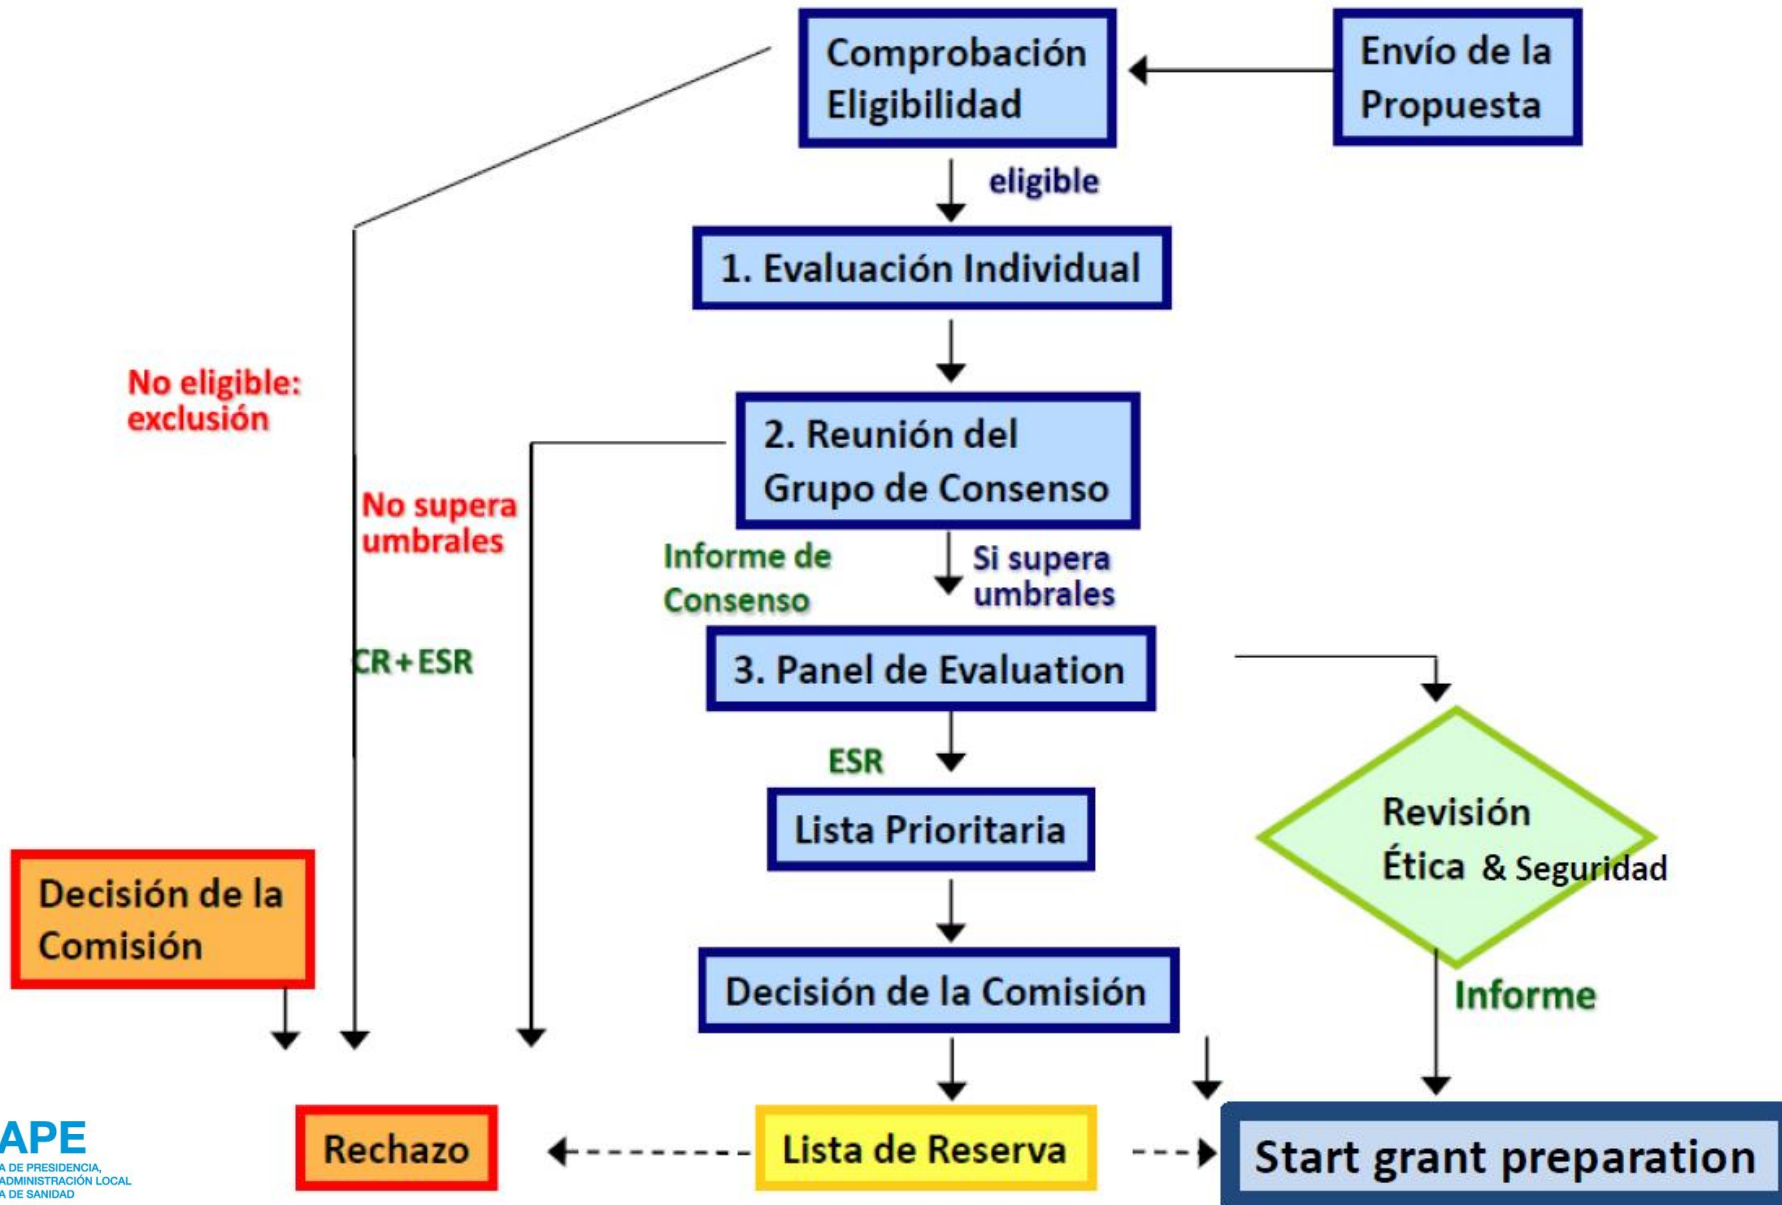 Comprobación
Eligibilidad
Envío de la
Propuesta
eligible
1. Evaluación Individual
No eligible:
exclusión
2. Reunión del
Grupo de Consenso
No supera
umbrales
Informe de
Consenso
Si supera
umbrales
CR+ESR
3. Panel de Evaluation
ESR
Lista Prioritaria
Revisión
Ética & Seguridad
Decisión de la
Comisión
Decisión de la Comisión
Informe
Rechazo
Lista de Reserva
Start grant preparation
APE
A DE PRESIDENCIA,
ADMINISTRACIÓN LOCAL
A DE SANIDAD